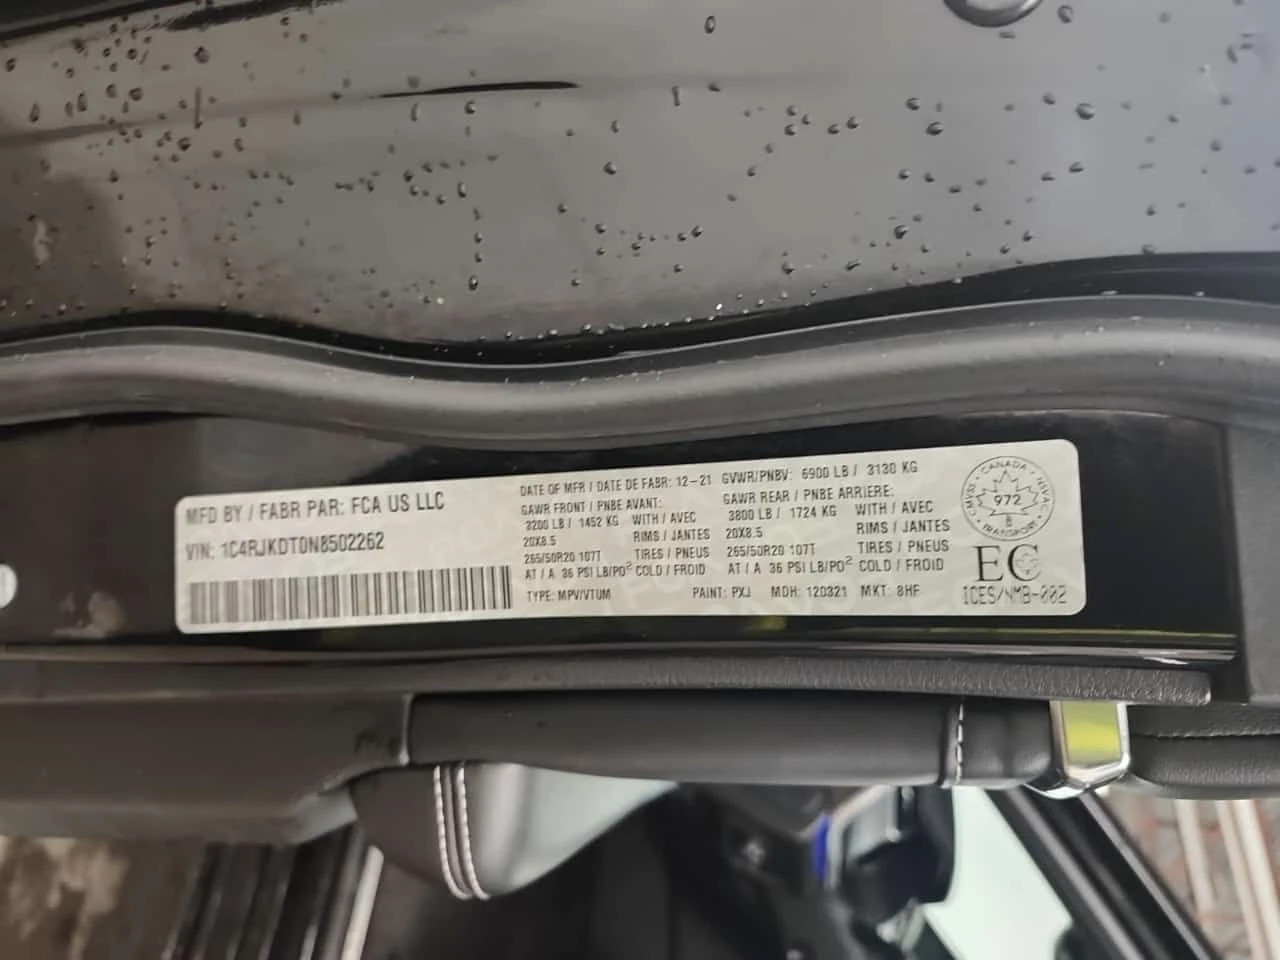 MFD BY / FABR PAR: FCA US LLC
VIN: 1C4RJKDT0N8502262
DATE OF MFR / DATE DE FABR: 12-21
GAWR FRONT / PNBE AVANT:
3200 LB / 1452 KG WITH / AVEC
20X8.5 RIMS / JANTES
265/50R20 107T TIRES / PNEUS
AT / A 36 PSI LB/PO² COLD / FROID
TYPE: MPV/VTUM
GVWR/PNBV: 6900 LB / 3130 KG
GAWR REAR / PNBE ARRIERE:
3800 LB / 1724 KG WITH / AVEC
20X8.5 RIMS / JANTES
265/50R20 107T TIRES / PNEUS
AT / A 36 PSI LB/PO² COLD / FROID
PAINT: PXJ MDH: 120321 MKT: 8HF
CANADA
CMVSS NVAC
972
TRANSPORT
EC
ICES/NMB-002